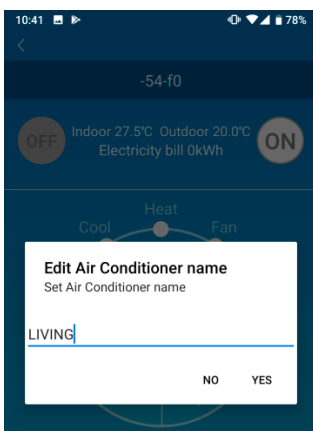 10:41 78%
-54-f0
OFF Indoor 27.5℃ Outdoor 20.0℃ ON
Electricity bill 0kWh
Heat
Cool Fan
Edit Air Conditioner name
Set Air Conditioner name
LIVING
NO YES